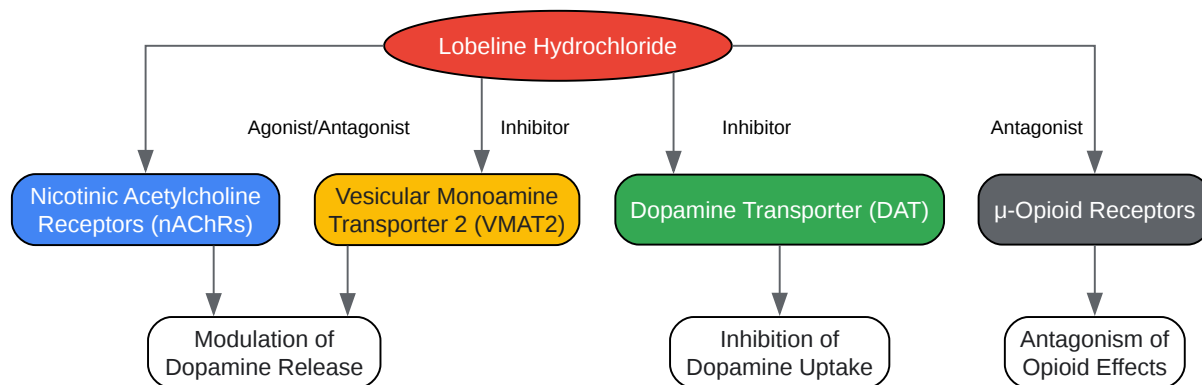 Lobeline Hydrochloride
Agonist/Antagonist
Inhibitor
Inhibitor
Antagonist
Nicotinic Acetylcholine
Receptors (nAChRs)
Vesicular Monoamine
Transporter 2 (VMAT2)
Dopamine Transporter (DAT)
μ-Opioid Receptors
Modulation of
Dopamine Release
Inhibition of
Dopamine Uptake
Antagonism of
Opioid Effects